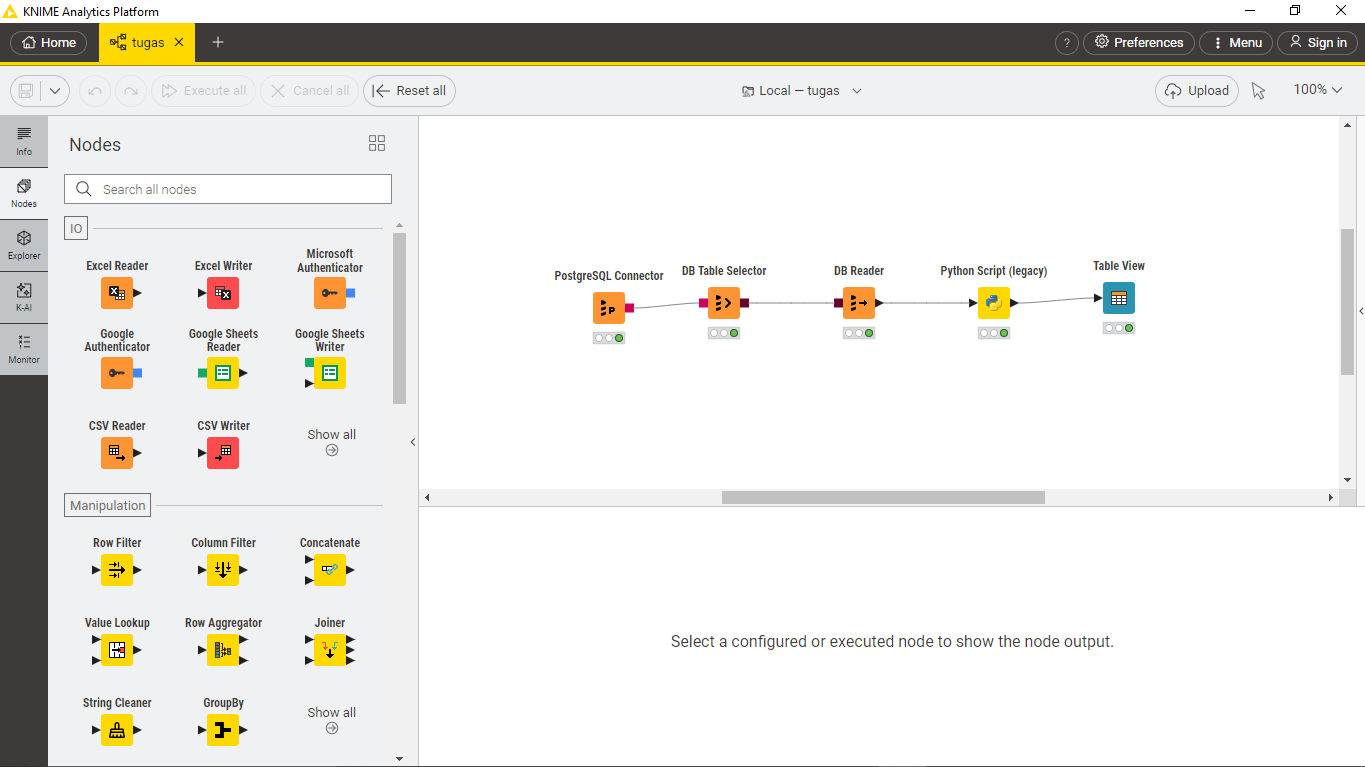 KNIME Analytics Platform
Home
tugas
?
Preferences
Menu
Sign in
Execute all
Cancel all
Reset all
Local — tugas
Upload
100%
Info
Nodes
Explorer
K-AI
Monitor
Nodes
Search all nodes
IO
Excel Reader
Excel Writer
Microsoft
Authenticator
Google
Authenticator
Google Sheets
Reader
Google Sheets
Writer
CSV Reader
CSV Writer
Show all
Manipulation
Row Filter
Column Filter
Concatenate
Value Lookup
Row Aggregator
Joiner
String Cleaner
GroupBy
Show all
PostgreSQL Connector
DB Table Selector
DB Reader
Python Script (legacy)
Table View
P
Select a configured or executed node to show the node output.